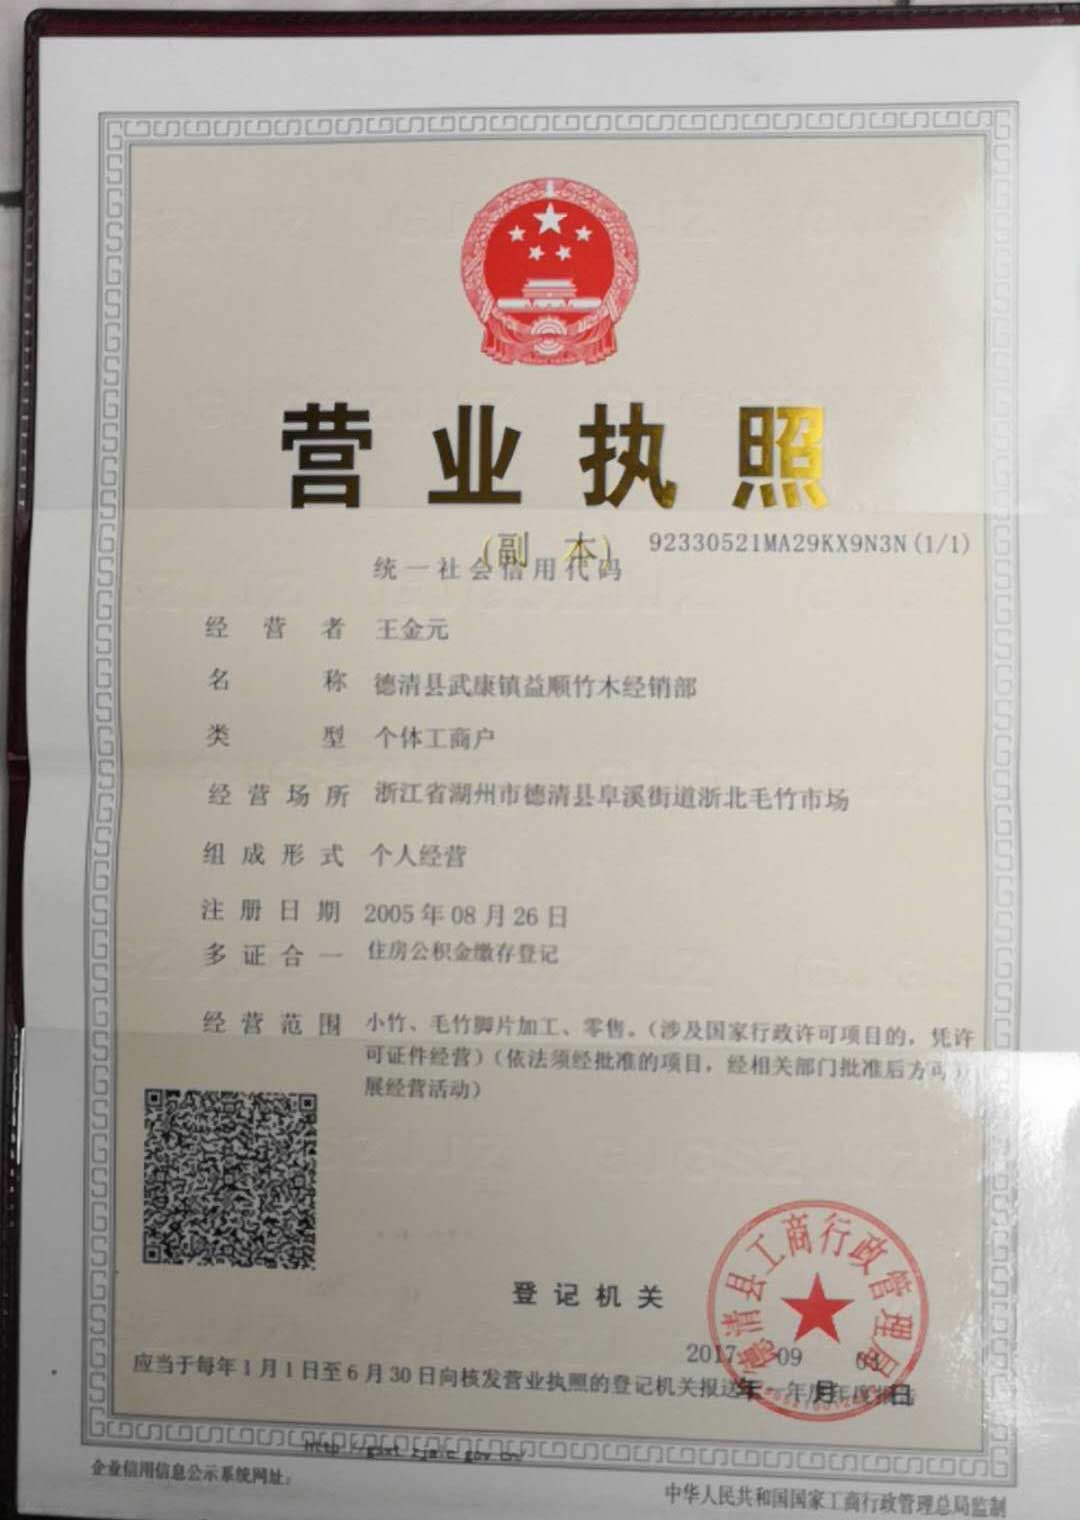 营业执照
(副 本) 92330521MA29KX9N3N(1/1)
统一社会信用代码
经营者 王金元
名称 德清县武康镇益顺竹木经销部
类型 个体工商户
经营场所 浙江省湖州市德清县阜溪街道浙北毛竹市场
组成形式 个人经营
注册日期 2005年08月26日
多证合一 住房公积金缴存登记
经营范围 小竹、毛竹脚片加工、零售。(涉及国家行政许可项目的，凭许
可证件经营)(依法须经批准的项目，经相关部门批准后方可
展经营活动)
德清县工商行政管理局
登记机关
2017 09 04
年 月 日
应当于每年1月1日至6月30日向核发营业执照的登记机关报送 年度报告
http://gsxt.zjaic.gov.cn/
企业信用信息公示系统网址:
中华人民共和国国家工商行政管理总局监制